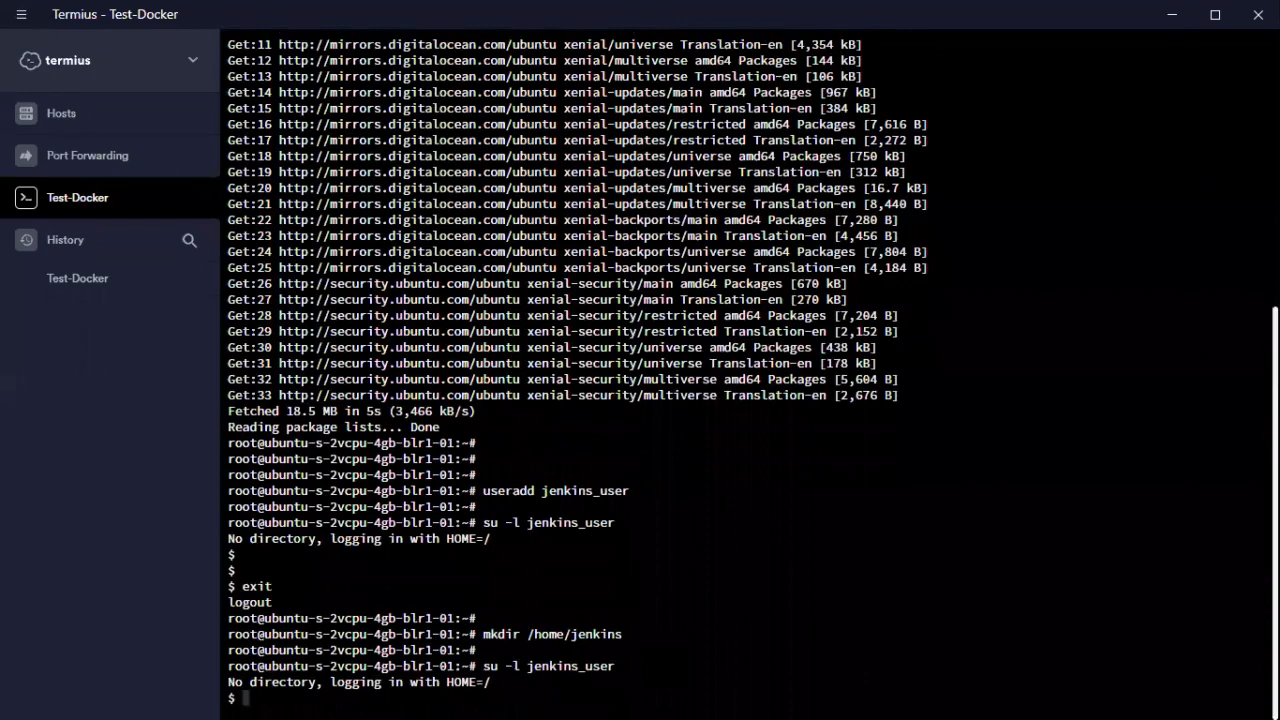 Termius - Test-Docker
termius
Hosts
Port Forwarding
Test-Docker
History
Test-Docker
Get:11 http://mirrors.digitalocean.com/ubuntu xenial/universe Translation-en [4,354 kB]
Get:12 http://mirrors.digitalocean.com/ubuntu xenial/multiverse amd64 Packages [144 kB]
Get:13 http://mirrors.digitalocean.com/ubuntu xenial/multiverse Translation-en [106 kB]
Get:14 http://mirrors.digitalocean.com/ubuntu xenial-updates/main amd64 Packages [967 kB]
Get:15 http://mirrors.digitalocean.com/ubuntu xenial-updates/main Translation-en [384 kB]
Get:16 http://mirrors.digitalocean.com/ubuntu xenial-updates/restricted amd64 Packages [7,616 B]
Get:17 http://mirrors.digitalocean.com/ubuntu xenial-updates/restricted Translation-en [2,272 B]
Get:18 http://mirrors.digitalocean.com/ubuntu xenial-updates/universe amd64 Packages [750 kB]
Get:19 http://mirrors.digitalocean.com/ubuntu xenial-updates/universe Translation-en [312 kB]
Get:20 http://mirrors.digitalocean.com/ubuntu xenial-updates/multiverse amd64 Packages [16.7 kB]
Get:21 http://mirrors.digitalocean.com/ubuntu xenial-updates/multiverse Translation-en [8,440 B]
Get:22 http://mirrors.digitalocean.com/ubuntu xenial-backports/main amd64 Packages [7,280 B]
Get:23 http://mirrors.digitalocean.com/ubuntu xenial-backports/main Translation-en [4,456 B]
Get:24 http://mirrors.digitalocean.com/ubuntu xenial-backports/universe amd64 Packages [7,804 B]
Get:25 http://mirrors.digitalocean.com/ubuntu xenial-backports/universe Translation-en [4,184 B]
Get:26 http://security.ubuntu.com/ubuntu xenial-security/main amd64 Packages [670 kB]
Get:27 http://security.ubuntu.com/ubuntu xenial-security/main Translation-en [270 kB]
Get:28 http://security.ubuntu.com/ubuntu xenial-security/restricted amd64 Packages [7,204 B]
Get:29 http://security.ubuntu.com/ubuntu xenial-security/restricted Translation-en [2,152 B]
Get:30 http://security.ubuntu.com/ubuntu xenial-security/universe amd64 Packages [438 kB]
Get:31 http://security.ubuntu.com/ubuntu xenial-security/universe Translation-en [178 kB]
Get:32 http://security.ubuntu.com/ubuntu xenial-security/multiverse amd64 Packages [5,604 B]
Get:33 http://security.ubuntu.com/ubuntu xenial-security/multiverse Translation-en [2,676 B]
Fetched 18.5 MB in 5s (3,466 kB/s)
Reading package lists... Done
root@ubuntu-s-2vcpu-4gb-blr1-01:~#
root@ubuntu-s-2vcpu-4gb-blr1-01:~#
root@ubuntu-s-2vcpu-4gb-blr1-01:~#
root@ubuntu-s-2vcpu-4gb-blr1-01:~# useradd jenkins_user
root@ubuntu-s-2vcpu-4gb-blr1-01:~#
root@ubuntu-s-2vcpu-4gb-blr1-01:~# su -l jenkins_user
No directory, logging in with HOME=/
$
$
$ exit
logout
root@ubuntu-s-2vcpu-4gb-blr1-01:~#
root@ubuntu-s-2vcpu-4gb-blr1-01:~# mkdir /home/jenkins
root@ubuntu-s-2vcpu-4gb-blr1-01:~#
root@ubuntu-s-2vcpu-4gb-blr1-01:~# su -l jenkins_user
No directory, logging in with HOME=/
$